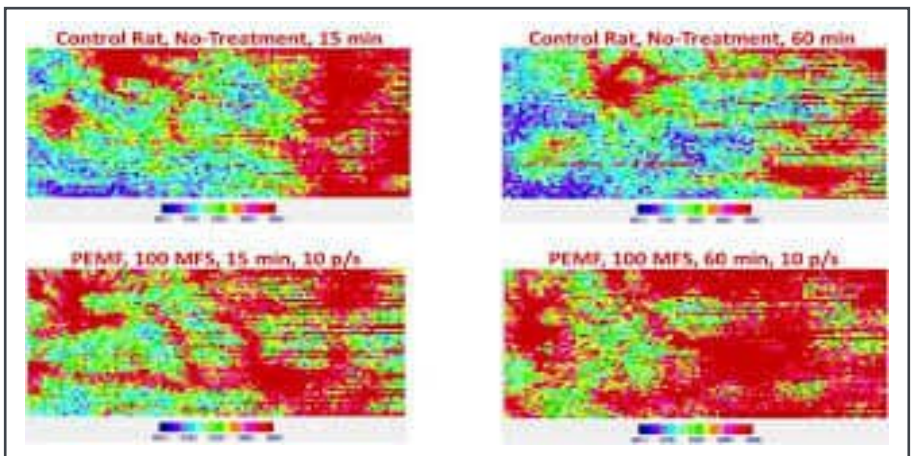 Control Rat, No-Treatment, 15 min
Control Rat, No-Treatment, 60 min
PEMF, 100 MFS, 15 min, 10 p/s
PEMF, 100 MFS, 60 min, 10 p/s